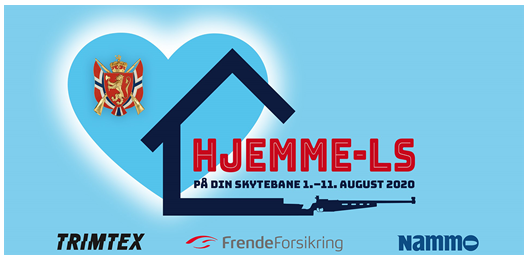 HJEMME-LS
PÅ DIN SKYTEBANE 1.–11. AUGUST 2020
TRIMTEX
FrendeForsikring
NAMMO